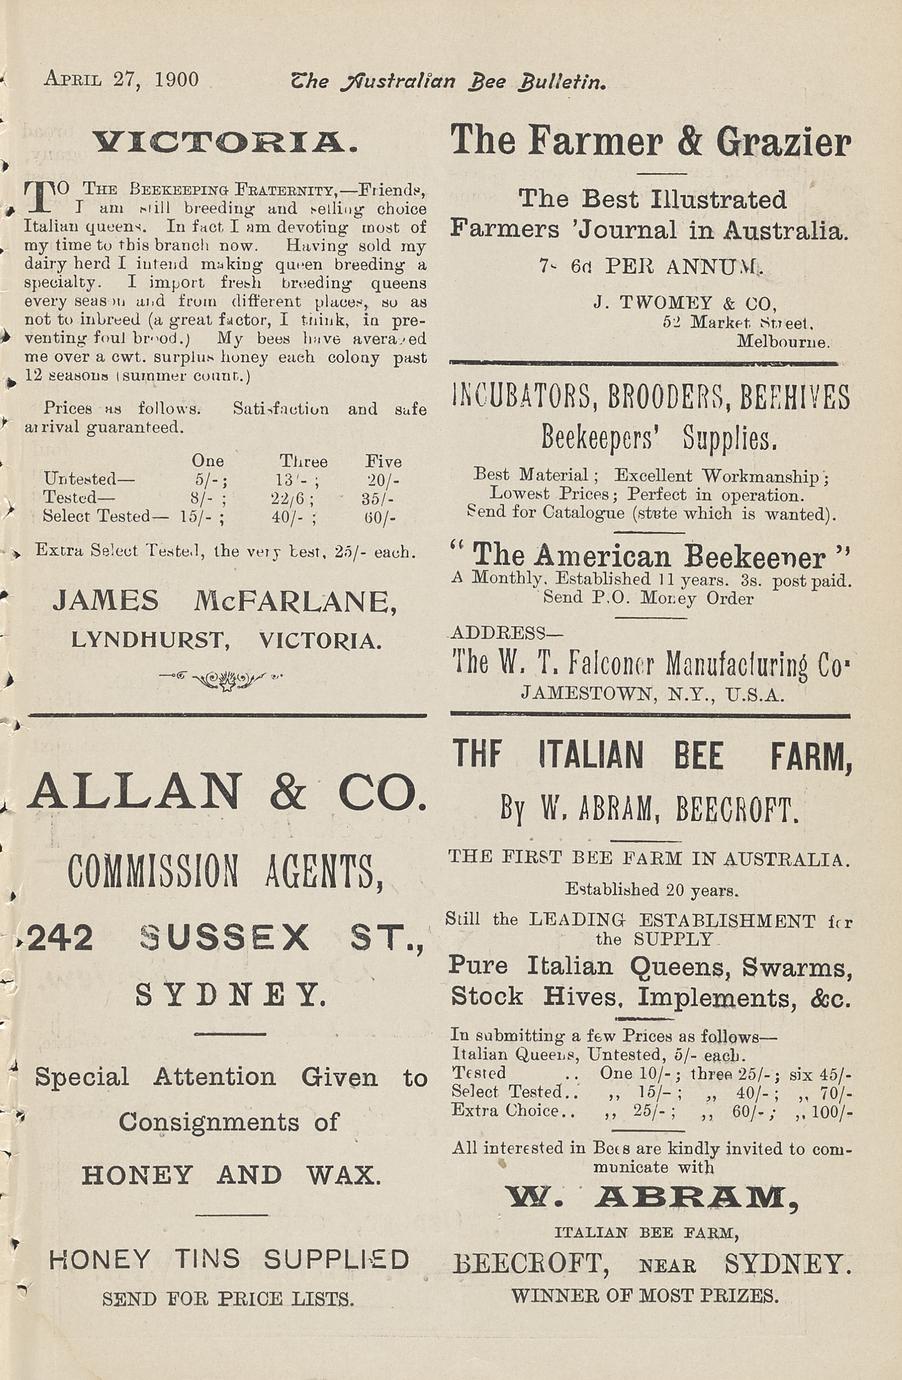 APRIL 27, 1900 The Australian Bee Bulletin.
VICTORIA.
TO THE BEEKEEPING FRATERNITY,—Friends,
I am still breeding and selling choice
Italian queens. In fact I am devoting most of
my time to this branch now. Having sold my
dairy herd I intend making queen breeding a
specialty. I import fresh breeding queens
every season and from different places, so as
not to inbreed (a great factor, I think, in pre-
venting foul brood.) My bees have averaged
me over a cwt. surplus honey each colony past
12 seasons (summer count.)
Prices as follows. Satisfaction and safe
arrival guaranteed.
One Three Five
Untested— 5/-; 13/- ; 20/-
Tested— 8/- ; 22/6 ; 35/-
Select Tested— 15/- ; 40/- ; 60/-
Extra Select Tested, the very best, 25/- each.
JAMES McFARLANE,
LYNDHURST, VICTORIA.
ALLAN & CO.
COMMISSION AGENTS,
242 SUSSEX ST.,
SYDNEY.
Special Attention Given to
Consignments of
HONEY AND WAX.
HONEY TINS SUPPLIED
SEND FOR PRICE LISTS.
The Farmer & Grazier
The Best Illustrated
Farmers 'Journal in Australia.
7s 6d PER ANNUM.
J. TWOMEY & CO,
52 Market Street,
Melbourne.
INCUBATORS, BROODERS, BEEHIVES
Beekeepers' Supplies.
Best Material ; Excellent Workmanship ;
Lowest Prices ; Perfect in operation.
Send for Catalogue (state which is wanted).
" The American Beekeeper "
A Monthly, Established 11 years. 3s. post paid.
Send P.O. Money Order
ADDRESS—
The W. T. Falconer Manufacturing Co.
JAMESTOWN, N.Y., U.S.A.
THE ITALIAN BEE FARM,
By W. ABRAM, BEECROFT.
THE FIRST BEE FARM IN AUSTRALIA.
Established 20 years.
Still the LEADING ESTABLISHMENT for
the SUPPLY
Pure Italian Queens, Swarms,
Stock Hives, Implements, &c.
In submitting a few Prices as follows—
Italian Queens, Untested, 5/- each.
Tested .. One 10/- ; three 25/- ; six 45/-
Select Tested.. ,, 15/- ; ,, 40/- ; ,, 70/-
Extra Choice.. ,, 25/- ; ,, 60/- ; ,, 100/-
All interested in Bees are kindly invited to com-
municate with
W. ABRAM,
ITALIAN BEE FARM,
BEECROFT, NEAR SYDNEY.
WINNER OF MOST PRIZES.